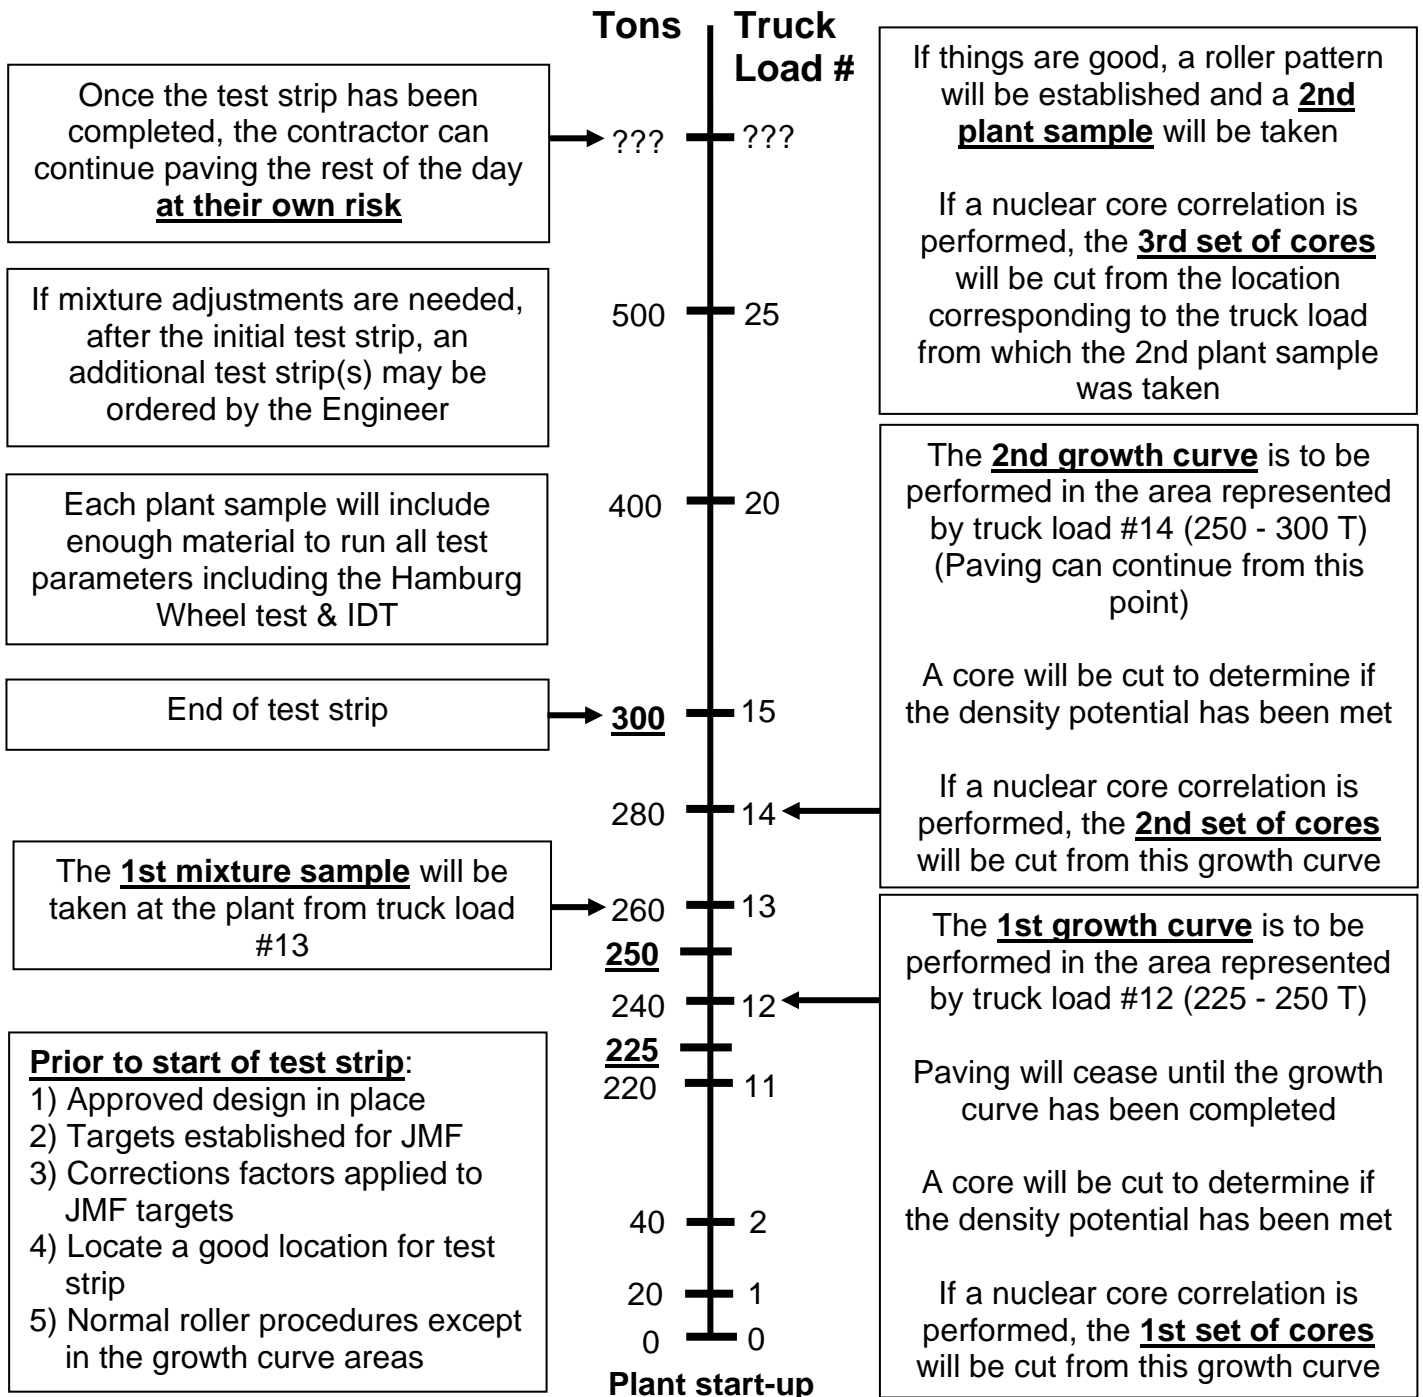 Tons
Truck
Load #
Once the test strip has been
completed, the contractor can
continue paving the rest of the day
at their own risk
If mixture adjustments are needed,
after the initial test strip, an
additional test strip(s) may be
ordered by the Engineer
Each plant sample will include
enough material to run all test
parameters including the Hamburg
Wheel test & IDT
End of test strip
The 1st mixture sample will be
taken at the plant from truck load
#13
Prior to start of test strip:
1) Approved design in place
2) Targets established for JMF
3) Corrections factors applied to
JMF targets
4) Locate a good location for test
strip
5) Normal roller procedures except
in the growth curve areas
??? ???
500 25
400 20
300 15
280 14
260 13
250
240 12
225
220 11
40 2
20 1
0 0
Plant start-up
If things are good, a roller pattern
will be established and a 2nd
plant sample will be taken
If a nuclear core correlation is
performed, the 3rd set of cores
will be cut from the location
corresponding to the truck load
from which the 2nd plant sample
was taken
The 2nd growth curve is to be
performed in the area represented
by truck load #14 (250 - 300 T)
(Paving can continue from this
point)
A core will be cut to determine if
the density potential has been met
If a nuclear core correlation is
performed, the 2nd set of cores
will be cut from this growth curve
The 1st growth curve is to be
performed in the area represented
by truck load #12 (225 - 250 T)
Paving will cease until the growth
curve has been completed
A core will be cut to determine if
the density potential has been met
If a nuclear core correlation is
performed, the 1st set of cores
will be cut from this growth curve